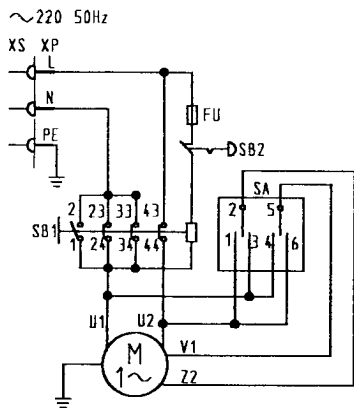 ~220 50Hz
XS XP
L
N
FU
PE
SB2
SA
2 23 33 43
2 5
SB1
1 24 34 44
1 3 4 6
U1 U2
M
1~
V1
Z2